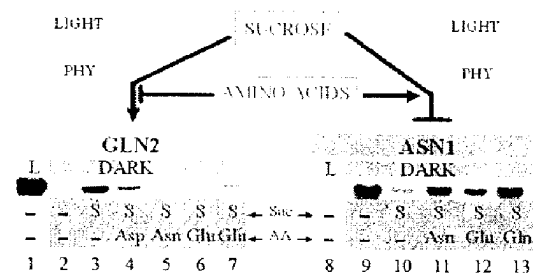 LIGHT SUCROSE LIGHT
PHY PHY
AMINO ACIDS
GLN2 ASN1
L DARK L DARK
– – S S S S S Suc – – S S S S
– – – Asp Asn Glu Gln AA – – – Asn Glu Gln
1 2 3 4 5 6 7 8 9 10 11 12 13